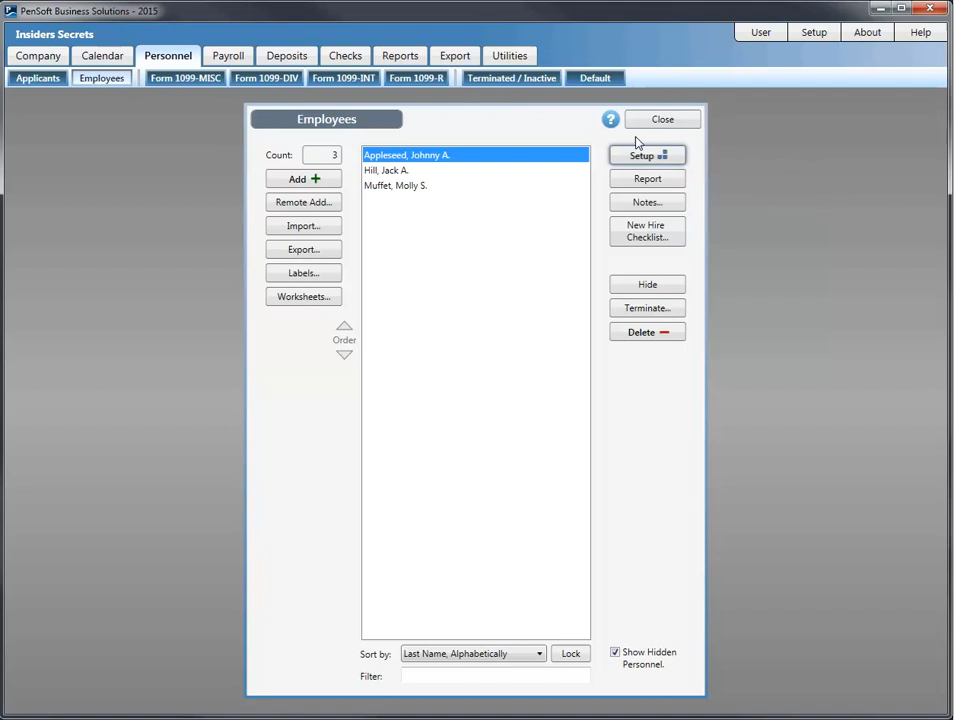 PenSoft Business Solutions - 2015
Insiders Secrets
User Setup About Help
Company Calendar Personnel Payroll Deposits Checks Reports Export Utilities
Applicants Employees Form 1099-MISC Form 1099-DIV Form 1099-INT Form 1099-R Terminated / Inactive Default
Employees
? Close
Count: 3
Add +
Remote Add...
Import...
Export...
Labels...
Worksheets...
Order
Appleseed, Johnny A.
Hill, Jack A.
Muffet, Molly S.
Setup
Report
Notes...
New Hire
Checklist...
Hide
Terminate...
Delete
Sort by: Last Name, Alphabetically Lock
Filter:
Show Hidden
Personnel.